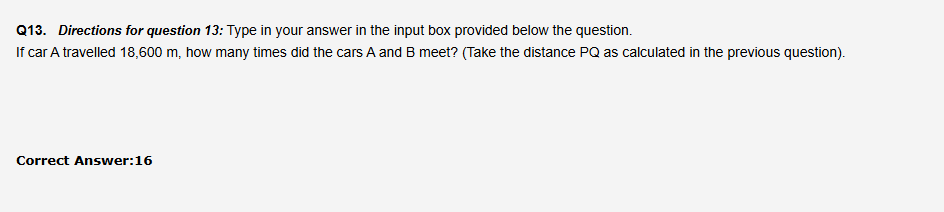 Q13. Directions for question 13: Type in your answer in the input box provided below the question.
If car A travelled 18,600 m, how many times did the cars A and B meet? (Take the distance PQ as calculated in the previous question).
Correct Answer:16